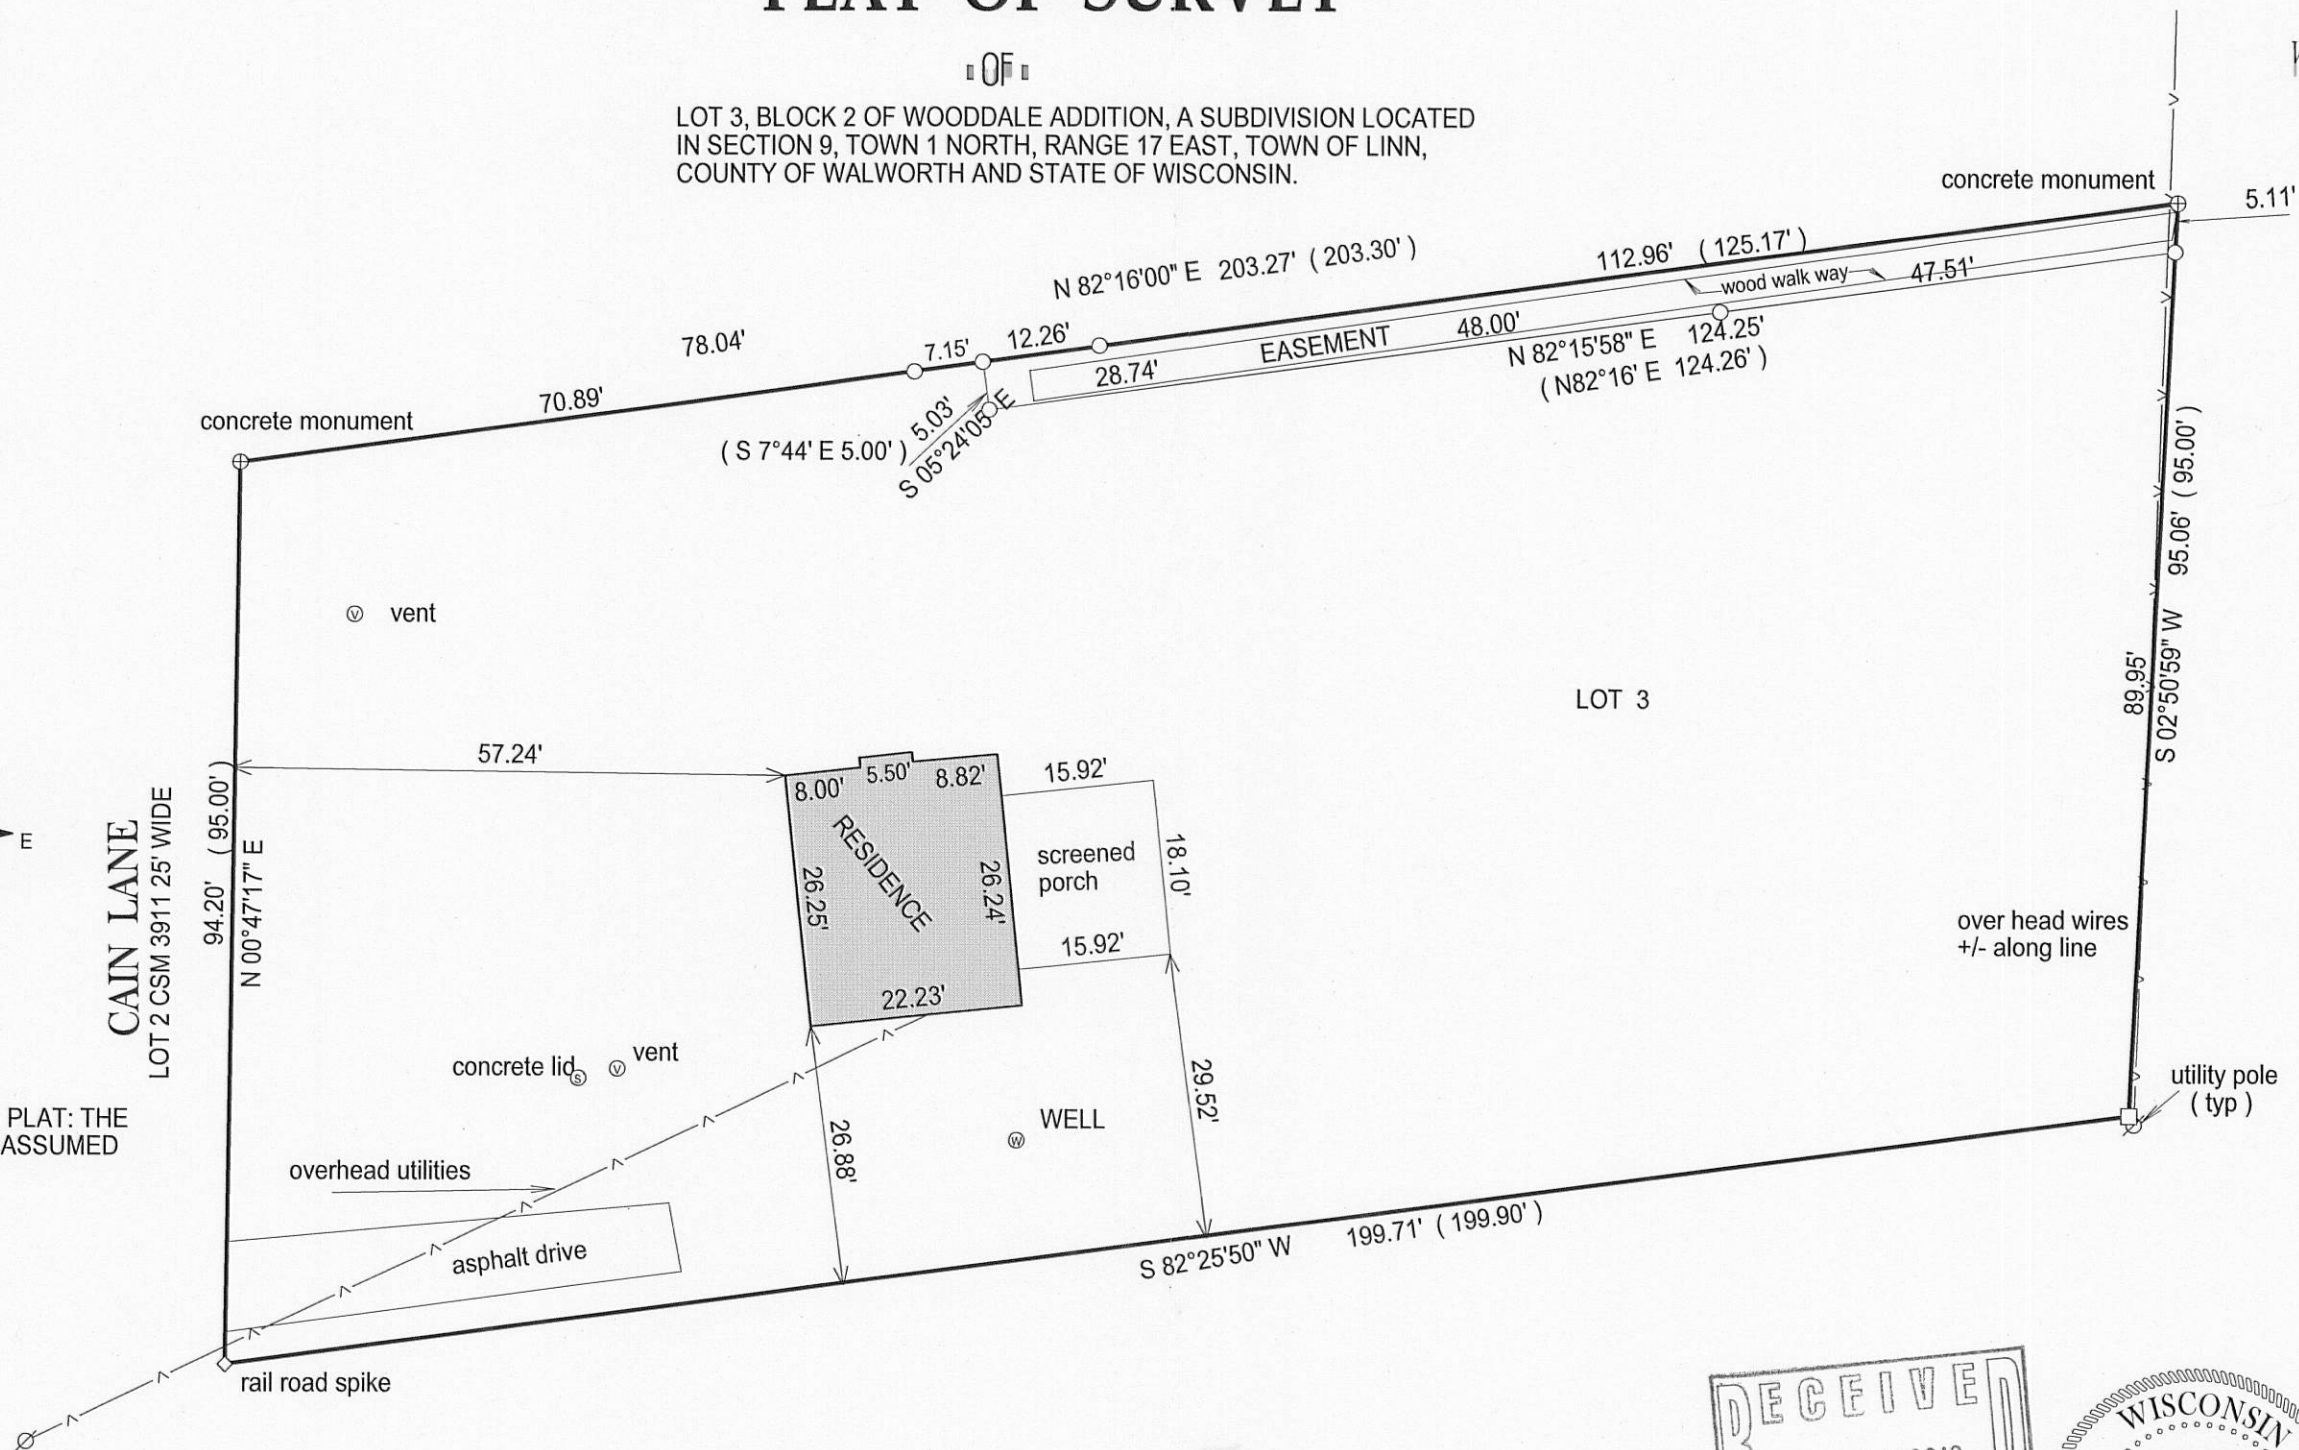 PLAT OF SURVEY
OF
LOT 3, BLOCK 2 OF WOODDALE ADDITION, A SUBDIVISION LOCATED
IN SECTION 9, TOWN 1 NORTH, RANGE 17 EAST, TOWN OF LINN,
COUNTY OF WALWORTH AND STATE OF WISCONSIN.
concrete monument
5.11'
N 82°16'00" E 203.27' ( 203.30' )
112.96' ( 125.17' )
wood walk way
47.51'
78.04'
7.15'
12.26'
EASEMENT
48.00'
N 82°15'58" E 124.25'
( N82°16' E 124.26' )
28.74'
70.89'
concrete monument
5.03'
( S 7°44' E 5.00' )
S 05°24'05" E
95.06' ( 95.00' )
S 02°50'59" W
89.95'
vent
LOT 3
57.24'
8.00'
5.50'
8.82'
15.92'
RESIDENCE
26.25'
26.24'
screened
porch
18.10'
15.92'
22.23'
94.20' ( 95.00' )
N 00°47'17" E
CAIN LANE
LOT 2 CSM 3911 25' WIDE
E
over head wires
+/- along line
concrete lid
S
V
vent
V
29.52'
26.88'
WELL
W
utility pole
( typ )
PLAT: THE
ASSUMED
overhead utilities
asphalt drive
S 82°25'50" W 199.71' ( 199.90' )
rail road spike
RECEIVED
WISCONSIN